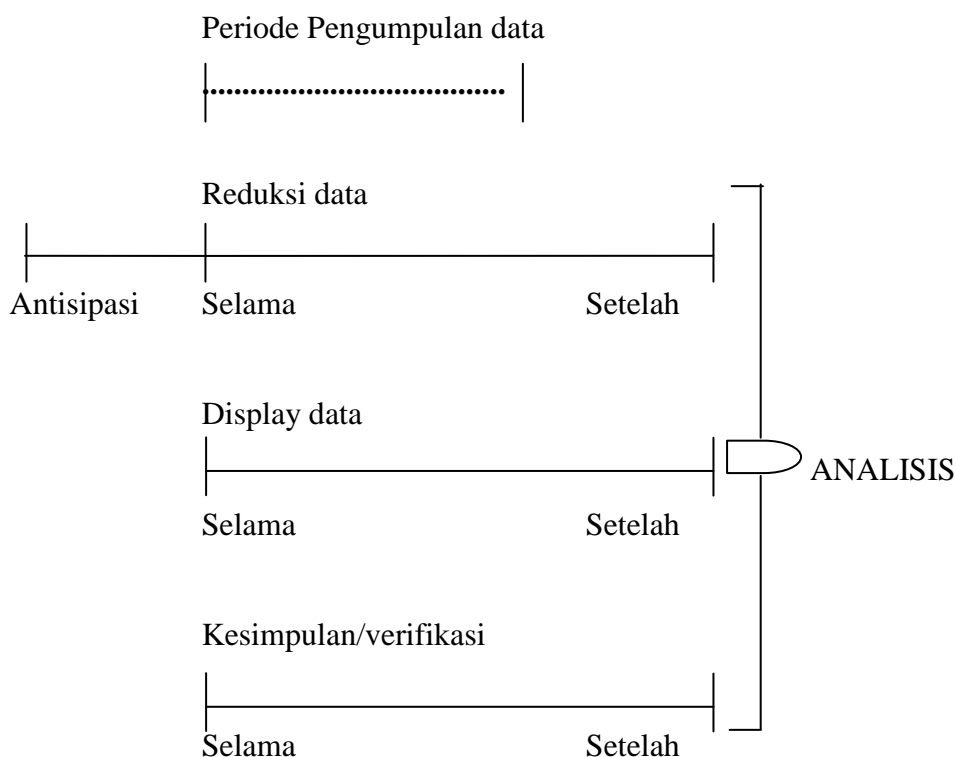 Periode Pengumpulan data
Reduksi data
Antisipasi Selama Setelah
Display data
ANALISIS
Selama Setelah
Kesimpulan/verifikasi
Selama Setelah